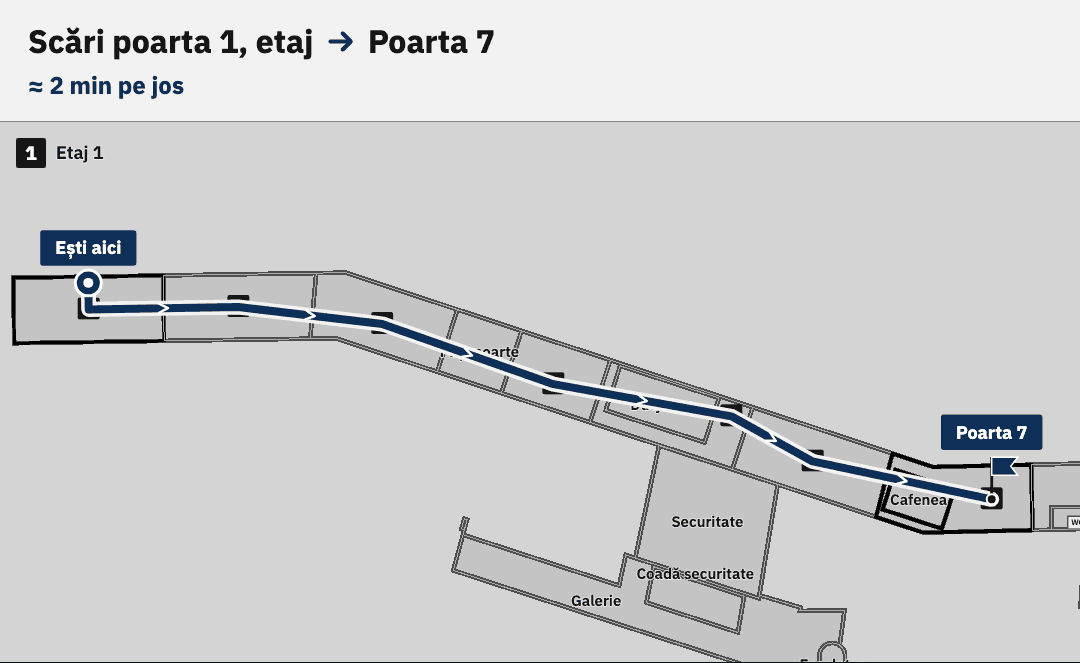 Scări poarta 1, etaj → Poarta 7
≈ 2 min pe jos
1 Etaj 1
Ești aici
Poarta 7
Cafenea
Securitate
Coadă securitate
Galerie